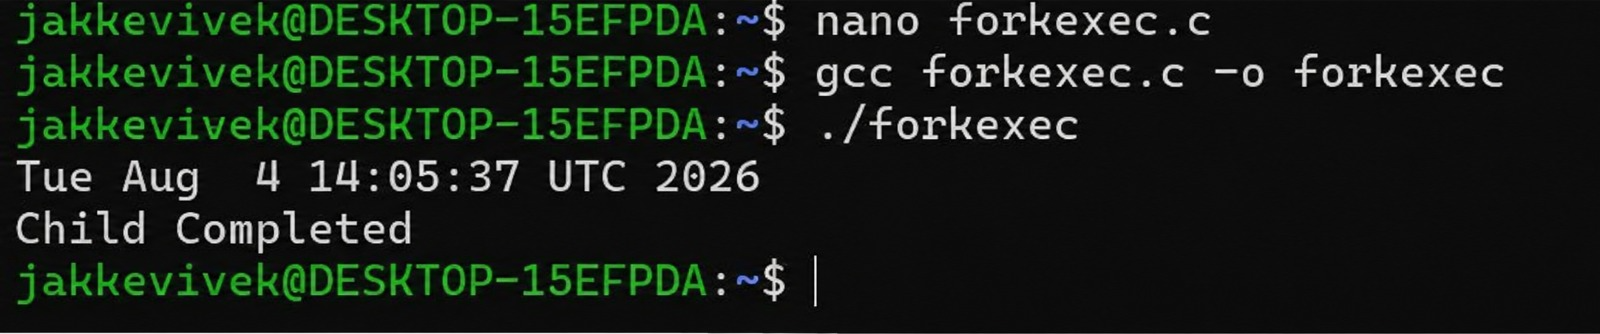 jakkevivek@DESKTOP-15EFPDA:~$ nano forkexec.c
jakkevivek@DESKTOP-15EFPDA:~$ gcc forkexec.c -o forkexec
jakkevivek@DESKTOP-15EFPDA:~$ ./forkexec
Tue Aug  4 14:05:37 UTC 2026
Child Completed
jakkevivek@DESKTOP-15EFPDA:~$